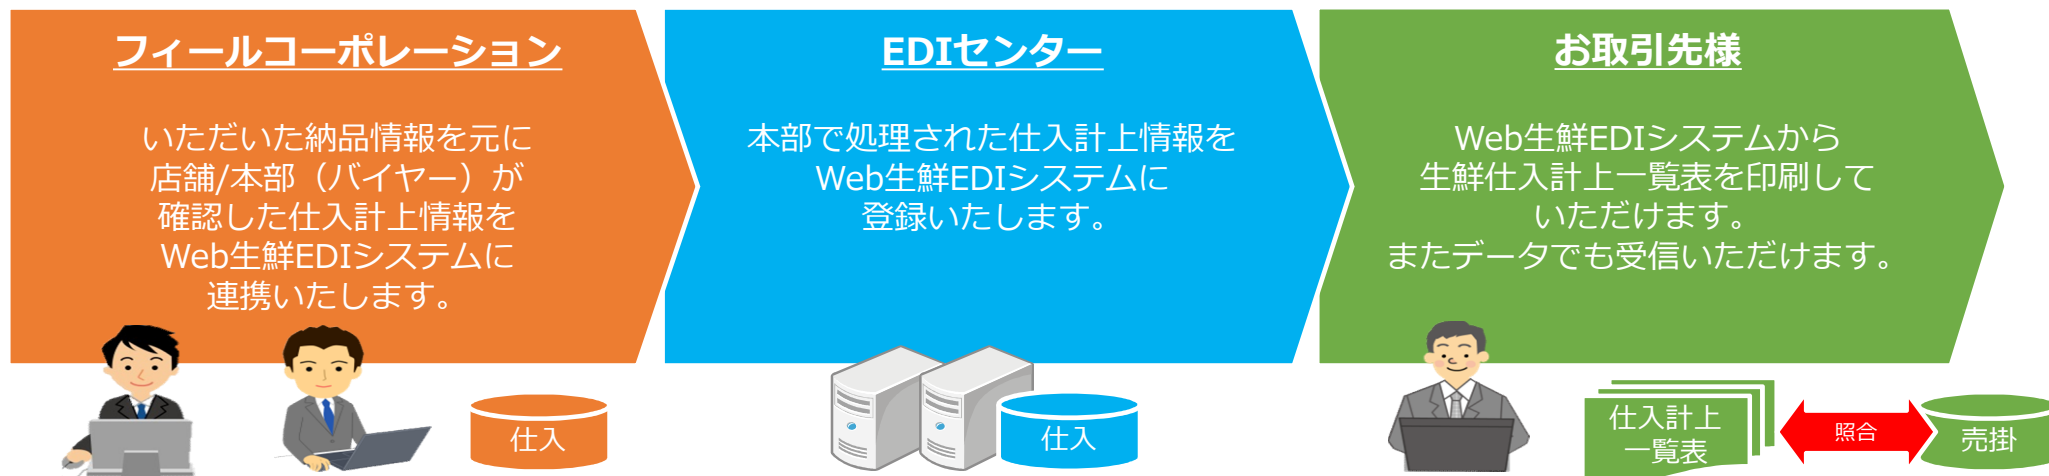 フィールコーポレーション
いただいた納品情報を元に
店舗/本部（バイヤー）が
確認した仕入計上情報を
Web生鮮EDIシステムに
連携いたします。
仕入
EDIセンター
本部で処理された仕入計上情報を
Web生鮮EDIシステムに
登録いたします。
仕入
お取引先様
Web生鮮EDIシステムから
生鮮仕入計上一覧表を印刷して
いただけます。
またデータでも受信いただけます。
仕入計上
一覧表
照合
売掛